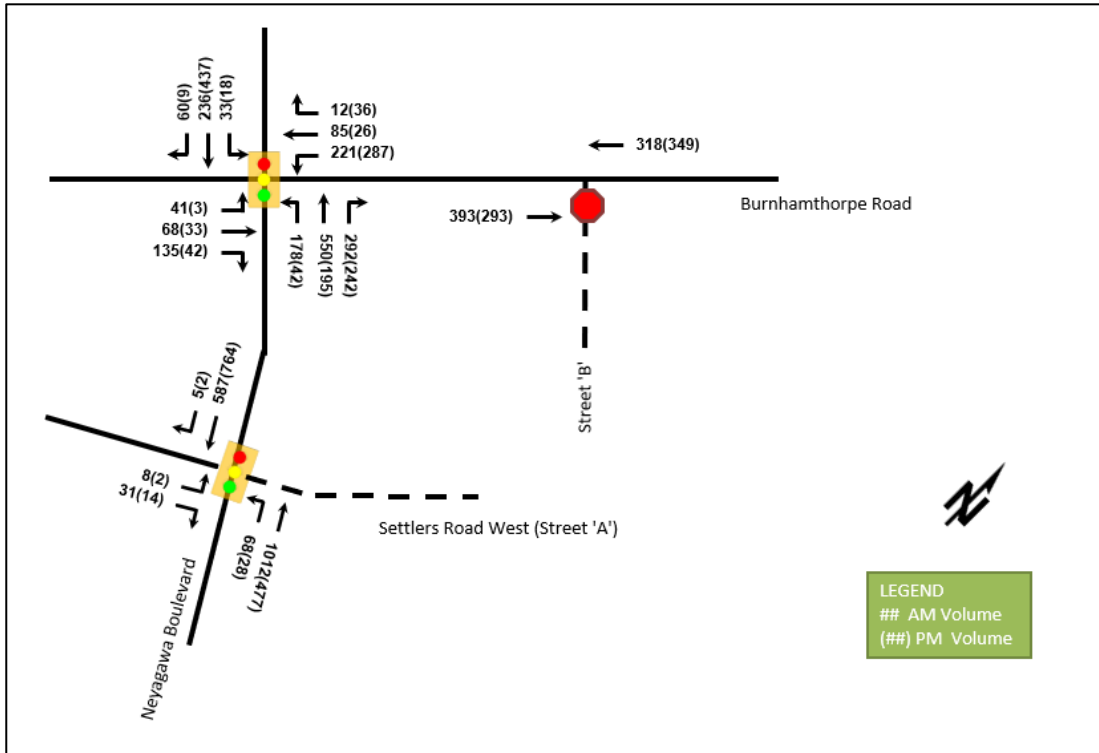 60(9)
236(437)
33(18)
12(36)
85(26)
221(287)
318(349)
Burnhamthorpe Road
393(293)
41(3)
68(33)
135(42)
178(42)
550(195)
292(242)
Street 'B'
5(2)
587(764)
8(2)
31(14)
68(28)
1012(477)
Settlers Road West (Street 'A')
Neyagawa Boulevard
N
LEGEND
## AM Volume
(##) PM Volume